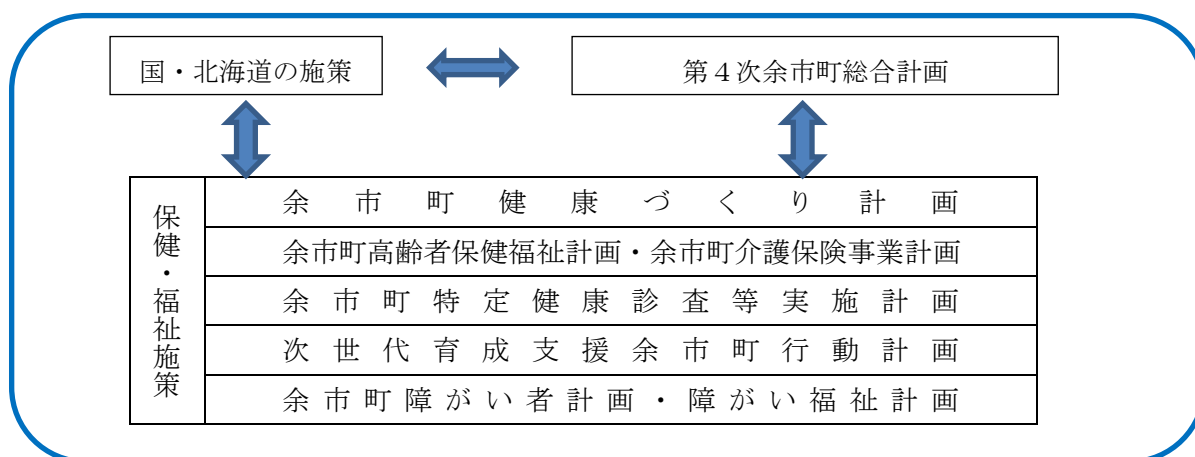 国・北海道の施策
第４次余市町総合計画
保健・福祉施策
余市町健康づくり計画
余市町高齢者保健福祉計画・余市町介護保険事業計画
余市町特定健康診査等実施計画
次世代育成支援余市町行動計画
余市町障がい者計画・障がい福祉計画